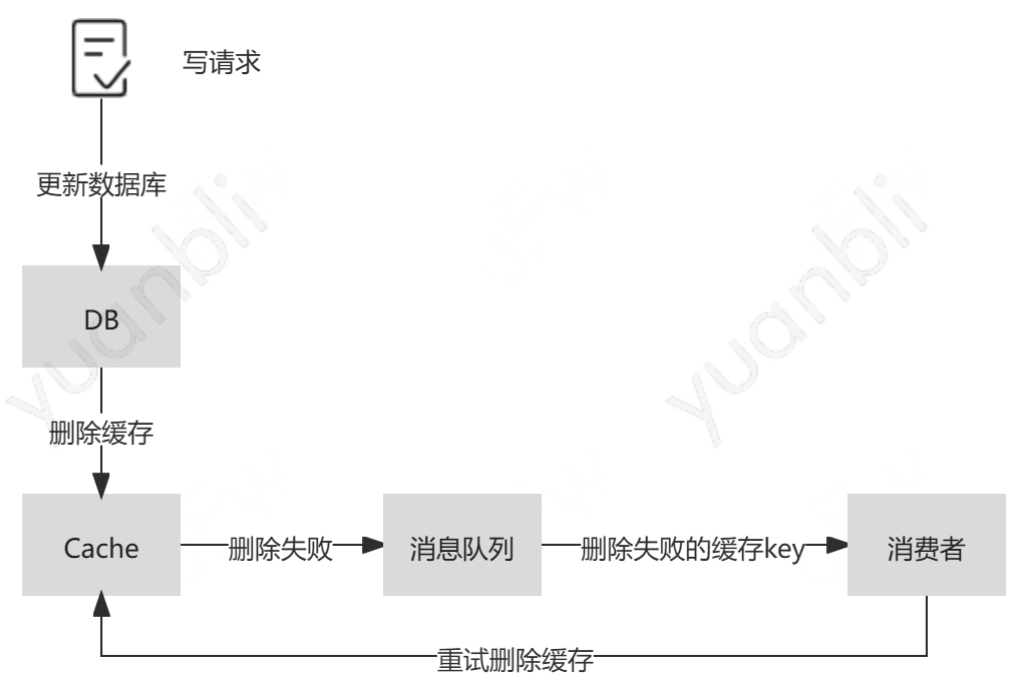 写请求
更新数据库
DB
删除缓存
Cache
删除失败
消息队列
删除失败的缓存key
消费者
重试删除缓存
yuanbli
yuanbli